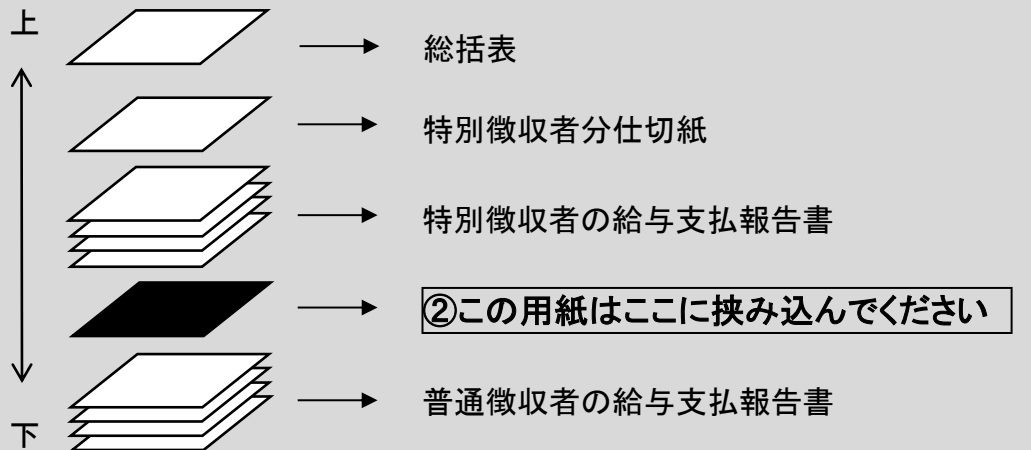 上
総括表
特別徴収者分仕切紙
特別徴収者の給与支払報告書
②この用紙はここに挟み込んでください
普通徴収者の給与支払報告書
下